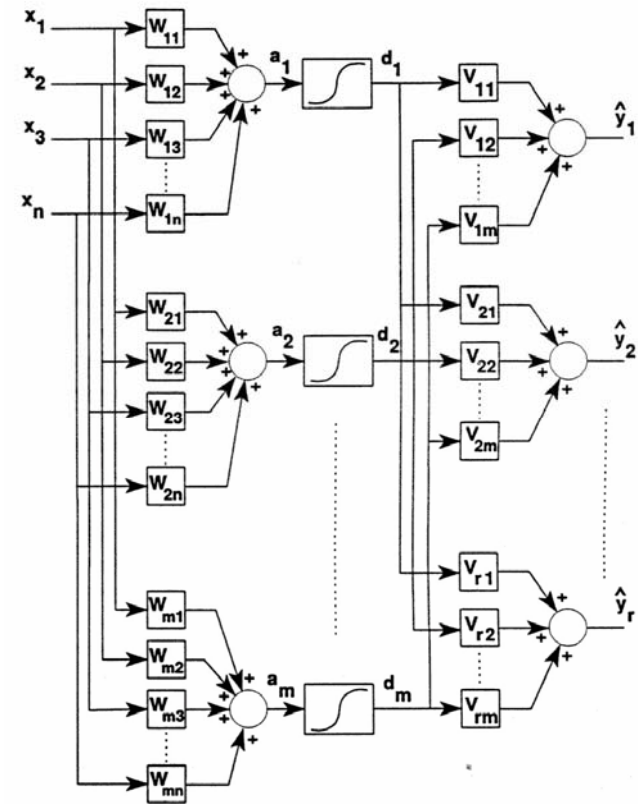 x1 W11 + a1 d1 V11 +
x2 W12 + + V12 + ŷ1
x3 W13 + +
xn W1n V1m
W21 + a2 d2 V21 + ŷ2
W22 + + V22 +
W23 + +
W2n V2m
Vr1 + ŷr
Wm1 + Vr2 +
Wm2 + am dm +
Wm3 + + Vrm
+
Wmn